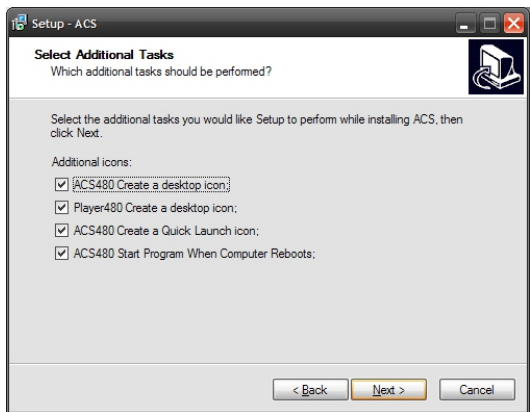 Setup - ACS
Select Additional Tasks
Which additional tasks should be performed?
Select the additional tasks you would like Setup to perform while installing ACS, then
click Next.
Additional icons:
ACS480 Create a desktop icon;
Player480 Create a desktop icon;
ACS480 Create a Quick Launch icon;
ACS480 Start Program When Computer Reboots;
< Back
Next >
Cancel